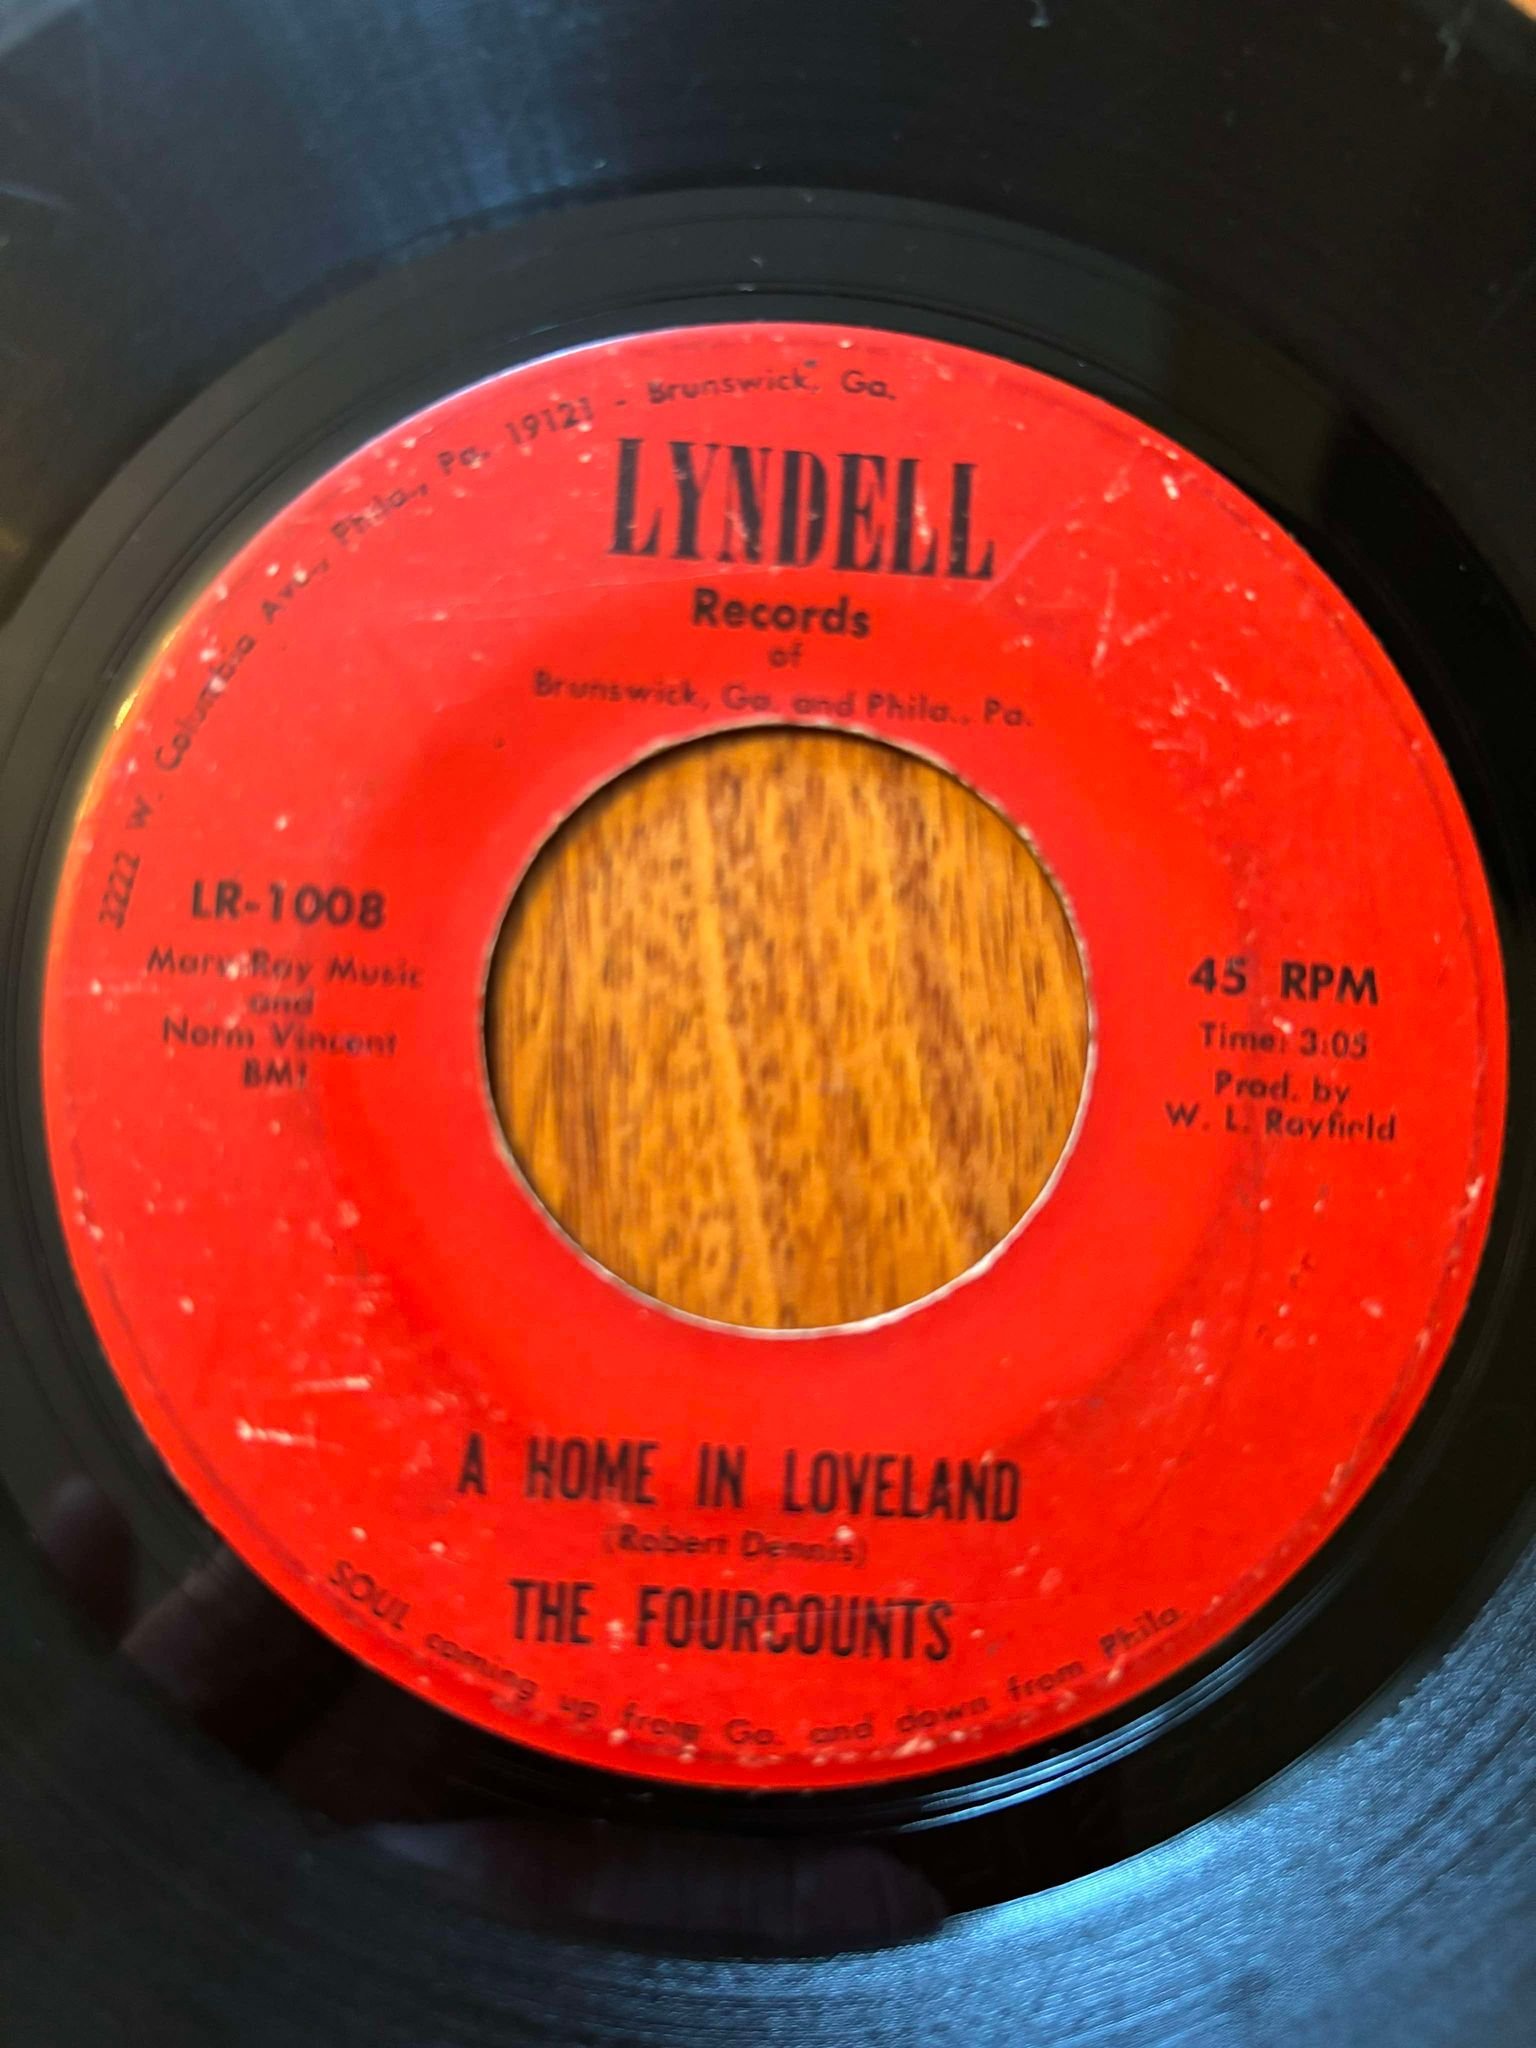 2222 W. Columbia Ave., Phila., Pa. 19121 - Brunswick, Ga.
LYNDELL
Records
of
Brunswick, Ga. and Phila., Pa.
LR-1008
Mary Ray Music
and
Norm Vincent
BMI
45 RPM
Time: 3:05
Prod. by
W. L. Rayfield
A HOME IN LOVELAND
(Robert Dennis)
THE FOURCOUNTS
SOUL coming up from Ga. and down from Phila.